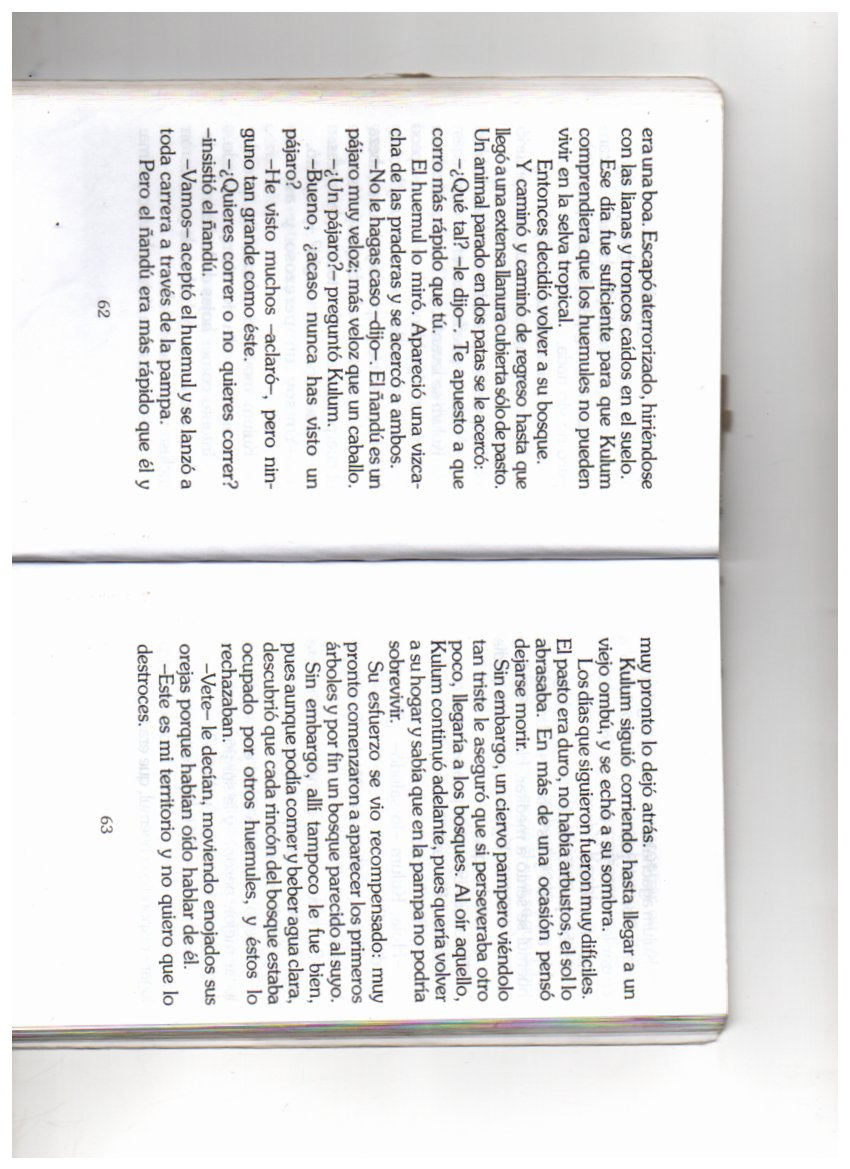 era una boa. Escapó aterrorizado, hiriéndose
con las lianas y troncos caídos en el suelo.
Ese día fue suficiente para que Kulum
comprendiera que los huemules no pueden
vivir en la selva tropical.
Entonces decidió volver a su bosque.
Y caminó y caminó de regreso hasta que
llegó a una extensa llanura cubierta sólo de pasto.
Un animal parado en dos patas se le acercó:
–¿Qué tal? –le dijo–. Te apuesto a que
corro más rápido que tú.
El huemul lo miró. Apareció una vizca-
cha de las praderas y se acercó a ambos.
–No le hagas caso –dijo–. El ñandú es un
pájaro muy veloz; más veloz que un caballo.
–¿Un pájaro?– preguntó Kulum.
–Bueno, ¿acaso nunca has visto un
pájaro?
–He visto muchos –aclaró–, pero nin-
guno tan grande cómo éste.
–¿Quieres correr o no quieres correr?
–insistió el ñandú.
–Vamos– aceptó el huemul y se lanzó a
toda carrera a través de la pampa.
Pero el ñandú era más rápido que él y
62
muy pronto lo dejó atrás.
Kulum siguió corriendo hasta llegar a un
viejo ombú, y se echó a su sombra.
Los días que siguieron fueron muy difíciles.
El pasto era duro, no había arbustos, el sol lo
abrasaba. En más de una ocasión pensó
dejarse morir.
Sin embargo, un ciervo pampero viéndolo
tan triste le aseguró que si perseveraba otro
poco, llegaría a los bosques. Al oír aquello,
Kulum continuó adelante, pues quería volver
a su hogar y sabía que en la pampa no podría
sobrevivir.
Su esfuerzo se vio recompensado: muy
pronto comenzaron a aparecer los primeros
árboles y por fin un bosque parecido al suyo.
Sin embargo, allí tampoco le fue bien,
pues aunque podía comer y beber agua clara,
descubrió que cada rincón del bosque estaba
ocupado por otros huemules, y éstos lo
rechazaban.
–Vete– le decían, moviendo enojados sus
orejas porque habían oído hablar de él.
–Este es mi territorio y no quiero que lo
destroces.
63